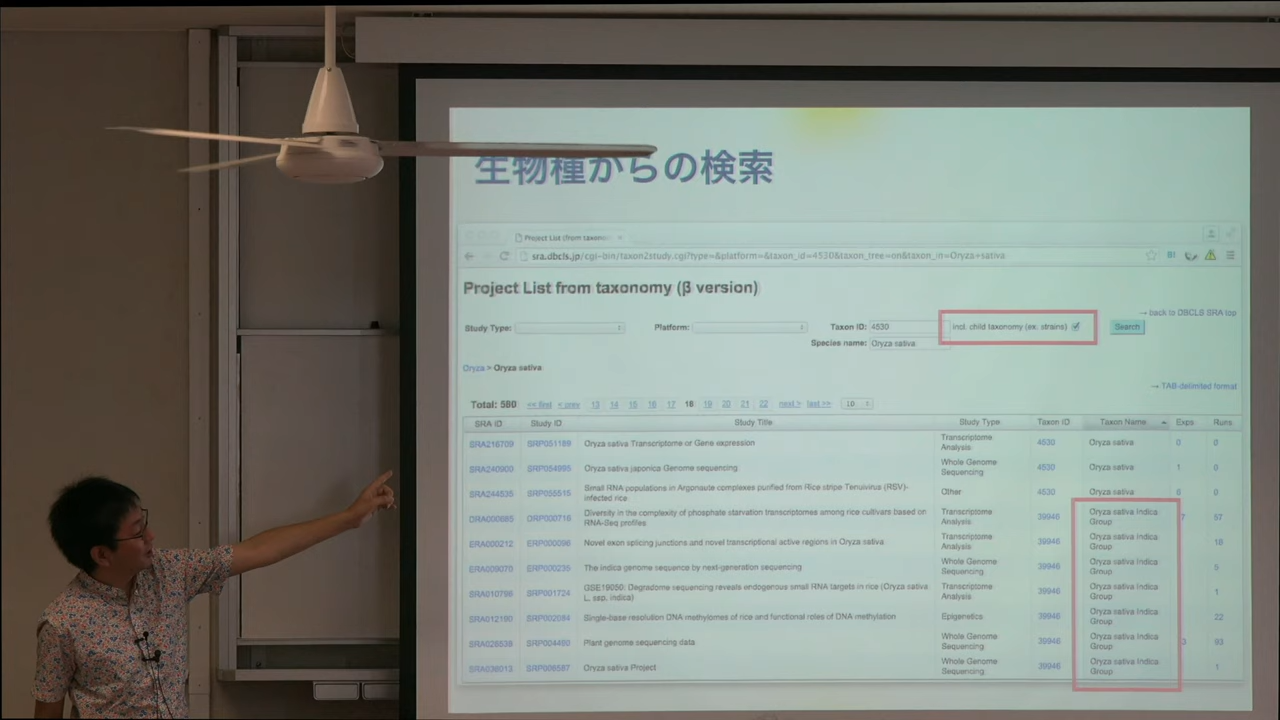 生物種からの検索
Project List (from taxono
sra.dbcls.jp/cgi-bin/taxon2study.cgi?type=&platform=&taxon_id=4530&taxon_tree=on&taxon_in=Oryza+sativa
Project List from taxonomy (β version)
→ back to DBCLS SRA top
Study Type: Platform: Taxon ID: 4530 incl. child taxonomy (ex: strains) Search
Species name: Oryza sativa
Oryza > Oryza sativa
→ TAB-delimited format
Total: 580 << first < prev 13 14 15 16 17 18 19 20 21 22 next > last >> 10
SRA ID Study ID Study Title Study Type Taxon ID Taxon Name Exps Runs
SRA216709 SRP051189 Oryza sativa Transcriptome or Gene expression Transcriptome Analysis 4530 Oryza sativa 0 0
SRA240900 SRP054995 Oryza sativa japonica Genome sequencing Whole Genome Sequencing 4530 Oryza sativa 1 0
SRA244535 Small RNA populations in Argonaute complexes purified from Rice stripe Tenuivirus (RSV)-infected rice Other 4530 Oryza sativa 0
Diversity in the complexity of phosphate starvation transcriptomes among rice cultivars based on RNA-Seq profiles Transcriptome Analysis 39946 Oryza sativa Indica Group 7 57
Novel exon splicing junctions and novel transcriptional active regions in Oryza sativa Transcriptome Analysis 39946 Oryza sativa Indica Group 18
The indica genome sequence by next-generation sequencing Whole Genome Sequencing 39946 Oryza sativa Indica Group 5
SRA010796 SRP001724 GSE19050: Degradome sequencing reveals endogenous small RNA targets in rice (Oryza sativa L. ssp. indica) Transcriptome Analysis 39946 Oryza sativa Indica Group 1
SRP002084 Single-base resolution DNA methylomes of rice and functional roles of DNA methylation Epigenetics 39946 Oryza sativa Indica Group 22
SRA026538 SRP004460 Plant genome sequencing data Whole Genome Sequencing 39946 Oryza sativa Indica Group 3 93
Oryza sativa Project Whole Genome Sequencing 39946 Oryza sativa Indica Group 1